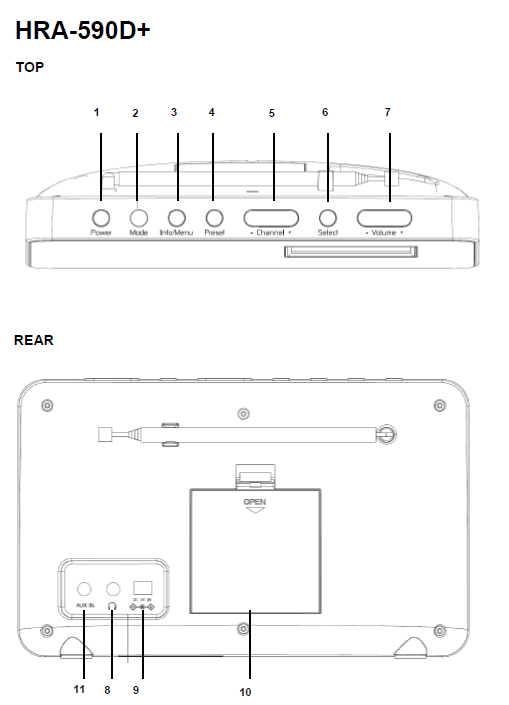 HRA-590D+
TOP
1 2 3 4 5 6 7
Power Mode Info/Menu Preset - Channel + Select - Volume +
REAR
OPEN
AUX IN
11 8 9 10